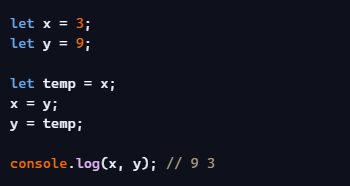 let x = 3;
let y = 9;
let temp = x;
x = y;
y = temp;
console.log(x, y); // 9 3